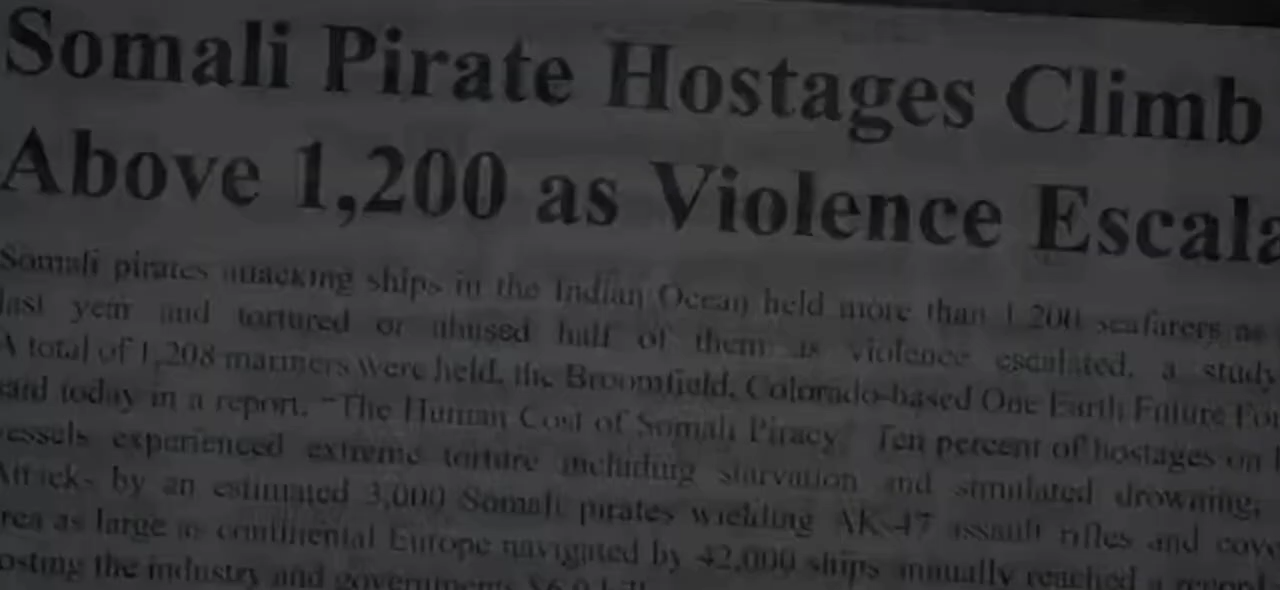 Somali Pirate Hostages Climb
Above 1,200 as Violence Escala
Somali pirates attacking ships in the Indian Ocean held more than 1,200 seafarers as
last year and tortured or abused half of them as violence escalated, a study
A total of 1,208 mariners were held, the Broomfield, Colorado-based One Earth Future Fou
said today in a report, "The Human Cost of Somali Piracy." Ten percent of hostages on
essels experienced extreme torture including starvation and simulated drowning,
Attacks by an estimated 3,000 Somali pirates wielding AK-47 assault rifles and cove
rea as large as continental Europe navigated by 42,000 ships annually reached a record
osting the industry and governments